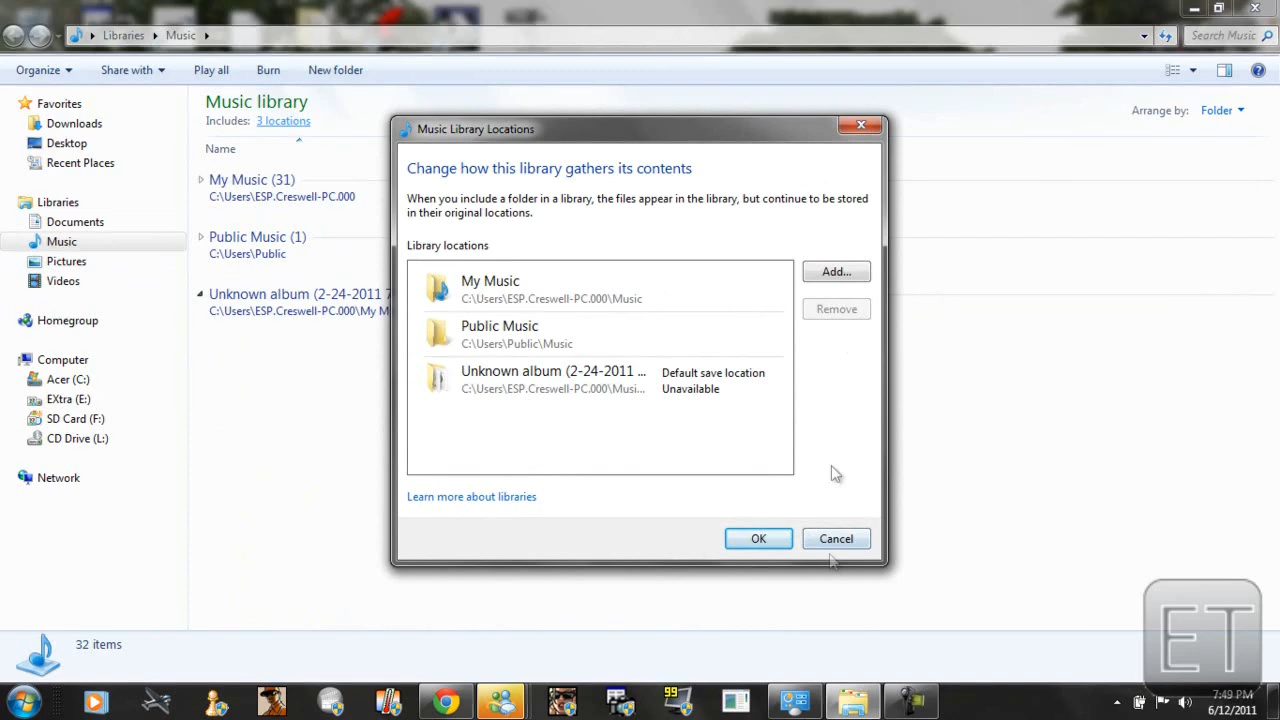 Libraries Music
Search Music
Organize Share with Play all Burn New folder
Favorites
Downloads
Desktop
Recent Places
Libraries
Documents
Music
Pictures
Videos
Homegroup
Computer
Acer (C:)
EXtra (E:)
SD Card (F:)
CD Drive (L:)
Network
Music library
Includes: 3 locations
Arrange by: Folder
Name
My Music (31)
C:\Users\ESP.Creswell-PC.000
Public Music (1)
C:\Users\Public
Unknown album (2-24-2011 7
C:\Users\ESP.Creswell-PC.000\My M
Music Library Locations
Change how this library gathers its contents
When you include a folder in a library, the files appear in the library, but continue to be stored
in their original locations.
Library locations
My Music
C:\Users\ESP.Creswell-PC.000\Music
Public Music
C:\Users\Public\Music
Unknown album (2-24-2011 ... Default save location
C:\Users\ESP.Creswell-PC.000\Musi... Unavailable
Add...
Remove
Learn more about libraries
OK Cancel
32 items
ET
99
7:49 PM
6/12/2011